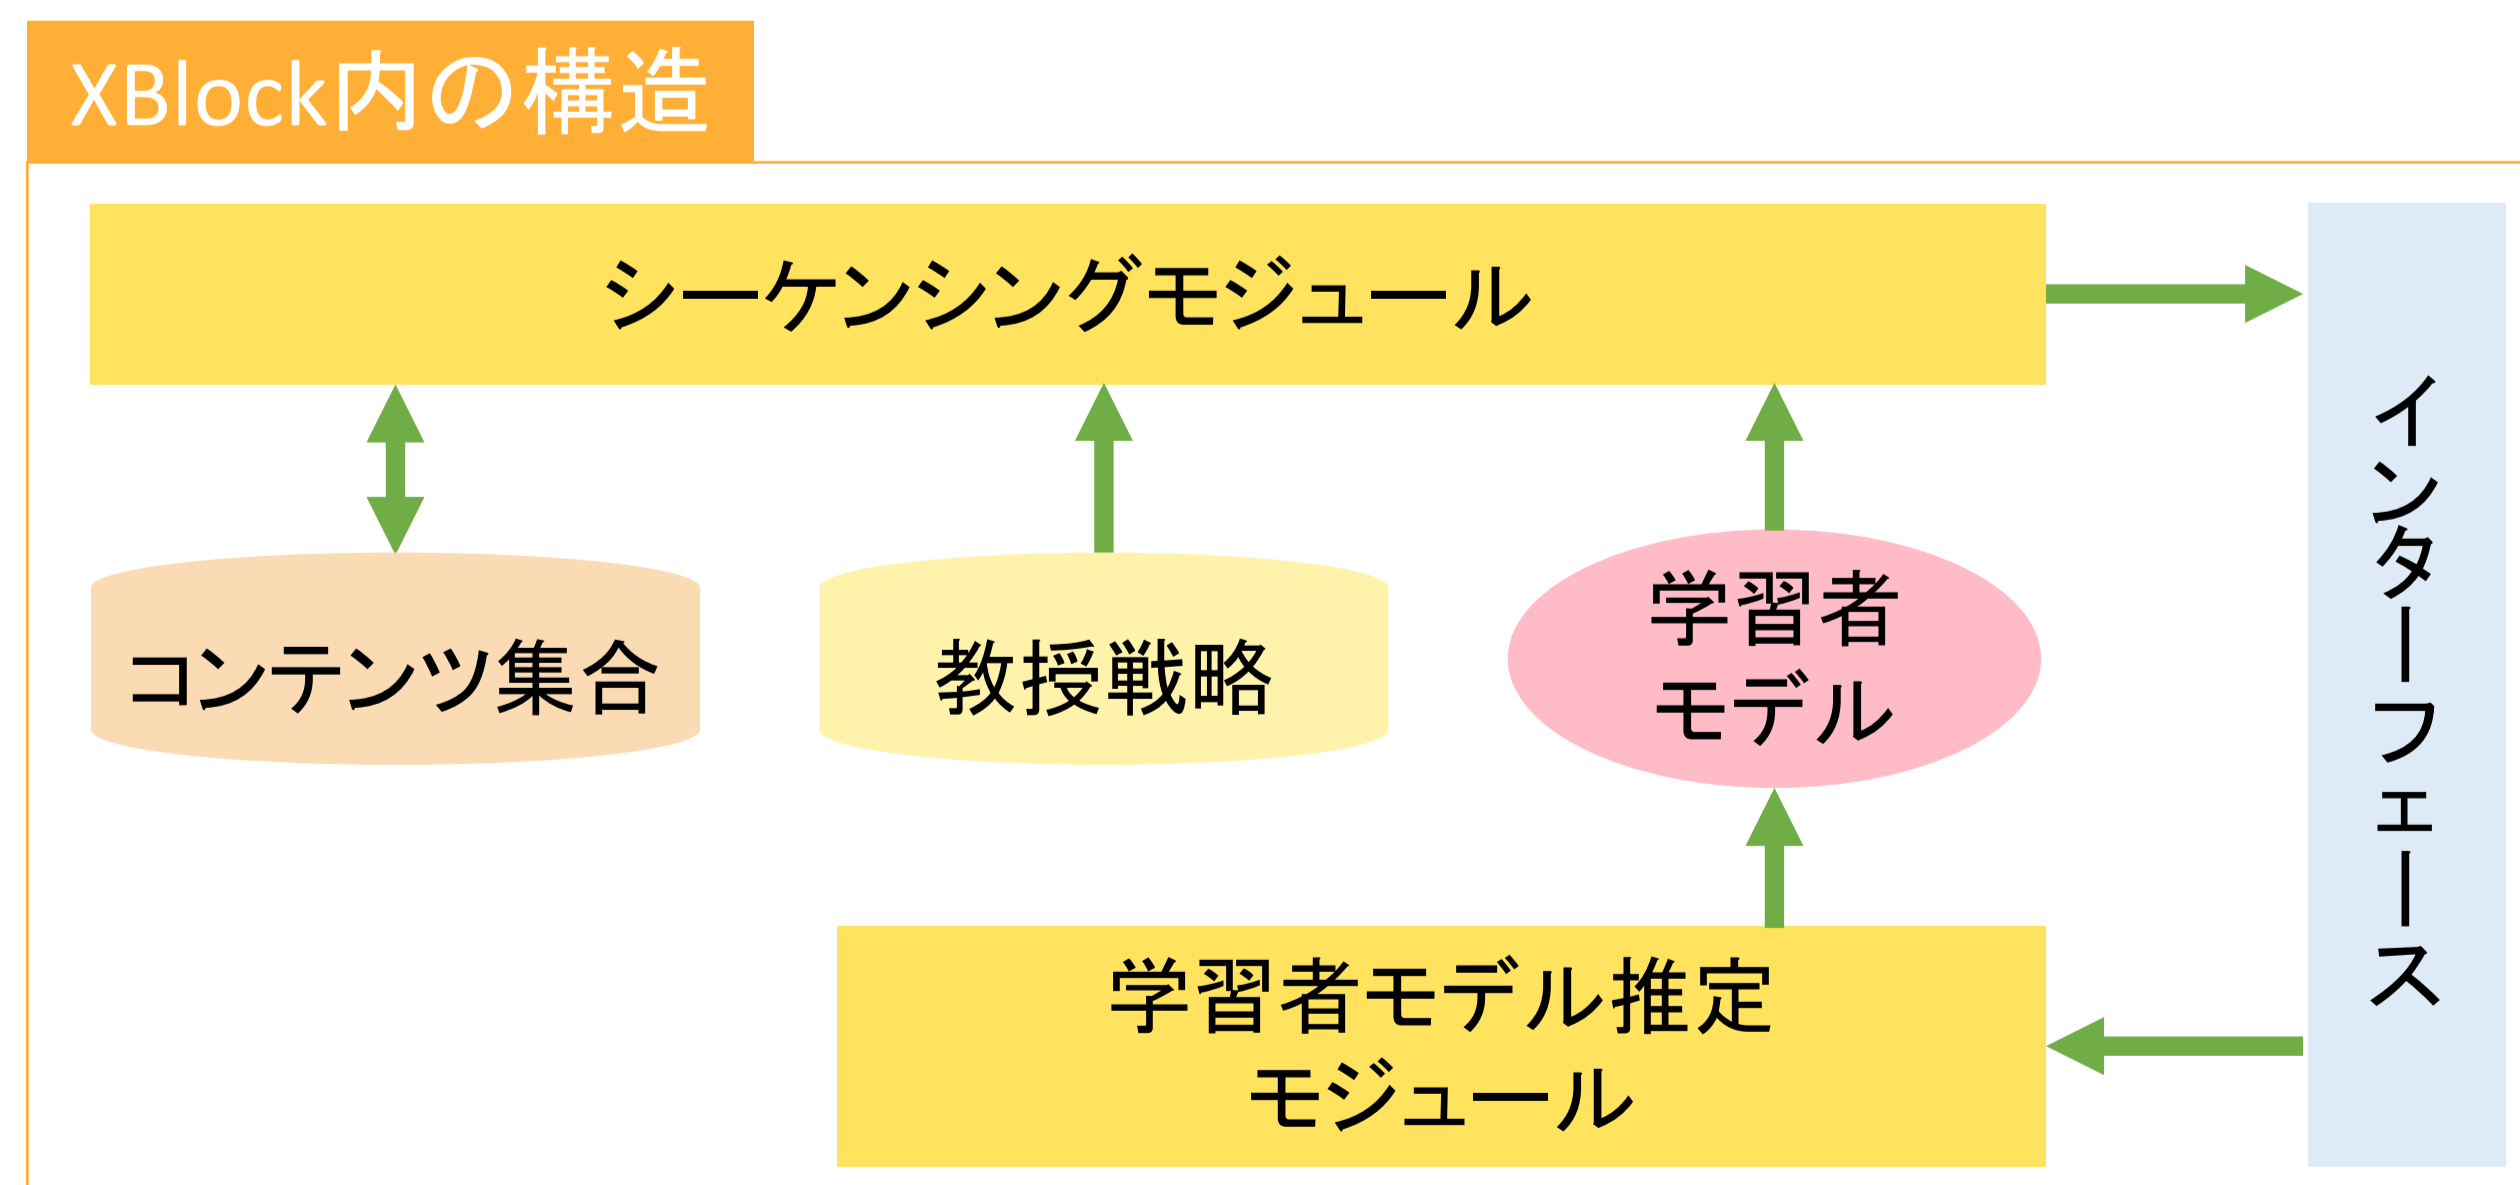 XBlock内の構造
シーケンシングモジュール
コンテンツ集合
教授戦略
学習者
モデル
学習者モデル推定
モジュール
インターフェース